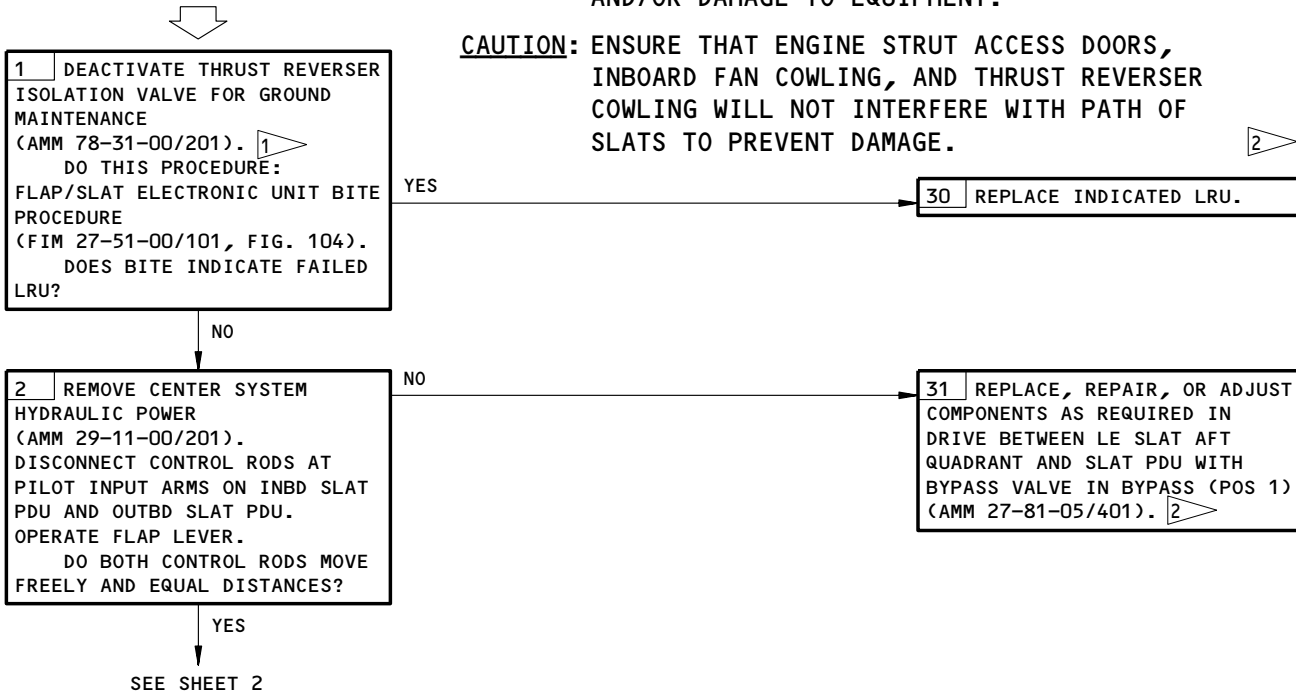 AND/OR DAMAGE TO EQUIPMENT.
CAUTION: ENSURE THAT ENGINE STRUT ACCESS DOORS,
INBOARD FAN COWLING, AND THRUST REVERSER
COWLING WILL NOT INTERFERE WITH PATH OF
SLATS TO PREVENT DAMAGE.
2
1 DEACTIVATE THRUST REVERSER
ISOLATION VALVE FOR GROUND
MAINTENANCE
(AMM 78-31-00/201). 1
DO THIS PROCEDURE:
FLAP/SLAT ELECTRONIC UNIT BITE
PROCEDURE
(FIM 27-51-00/101, FIG. 104).
DOES BITE INDICATE FAILED
LRU?
YES
30 REPLACE INDICATED LRU.
NO
2 REMOVE CENTER SYSTEM
HYDRAULIC POWER
(AMM 29-11-00/201).
DISCONNECT CONTROL RODS AT
PILOT INPUT ARMS ON INBD SLAT
PDU AND OUTBD SLAT PDU.
OPERATE FLAP LEVER.
DO BOTH CONTROL RODS MOVE
FREELY AND EQUAL DISTANCES?
NO
31 REPLACE, REPAIR, OR ADJUST
COMPONENTS AS REQUIRED IN
DRIVE BETWEEN LE SLAT AFT
QUADRANT AND SLAT PDU WITH
BYPASS VALVE IN BYPASS (POS 1)
(AMM 27-81-05/401). 2
YES
SEE SHEET 2